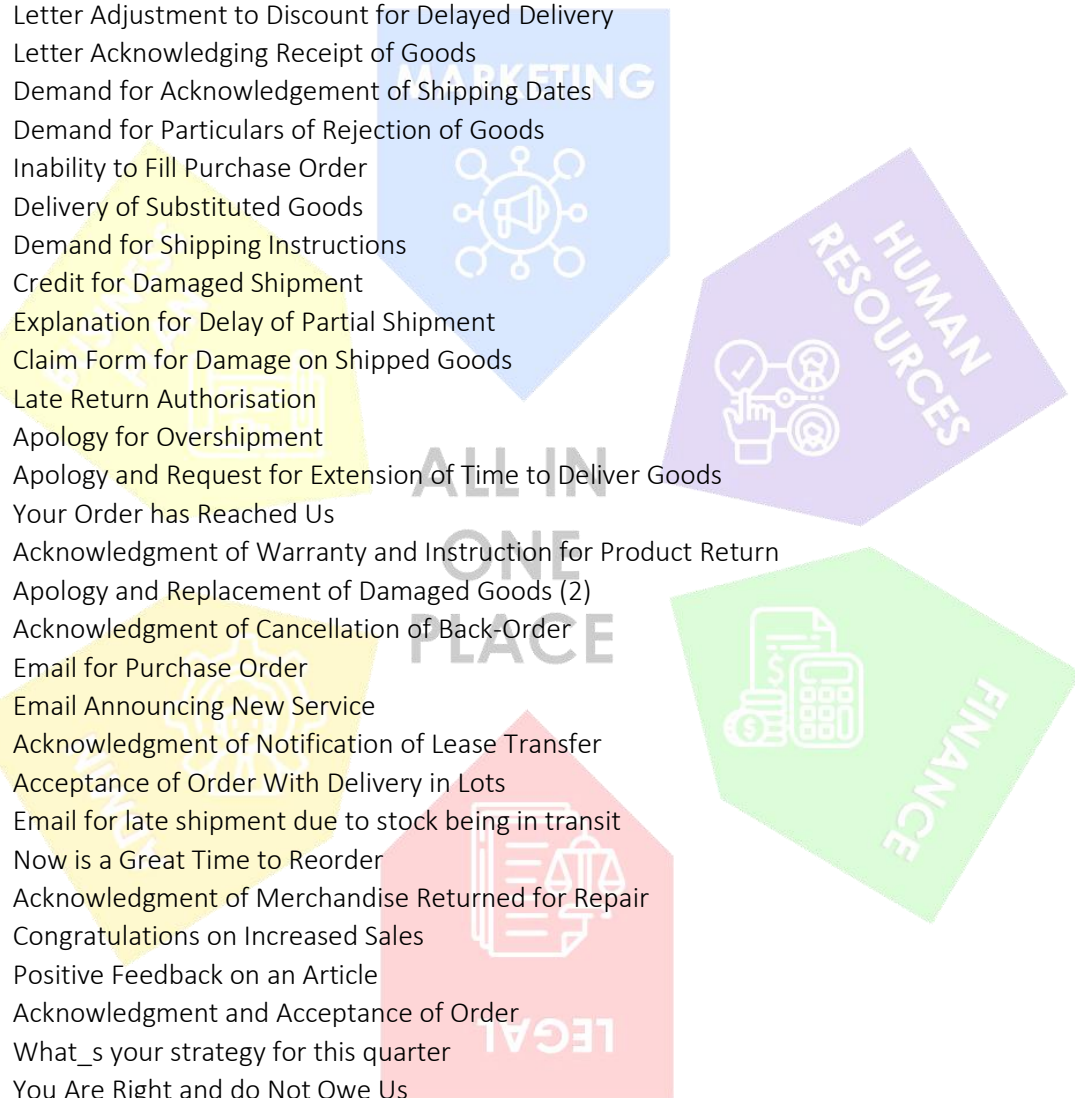 Letter Adjustment to Discount for Delayed Delivery
Letter Acknowledging Receipt of Goods
Demand for Acknowledgement of Shipping Dates
Demand for Particulars of Rejection of Goods
Inability to Fill Purchase Order
Delivery of Substituted Goods
Demand for Shipping Instructions
Credit for Damaged Shipment
Explanation for Delay of Partial Shipment
Claim Form for Damage on Shipped Goods
Late Return Authorisation
Apology for Overshipment
Apology and Request for Extension of Time to Deliver Goods
Your Order has Reached Us
Acknowledgment of Warranty and Instruction for Product Return
Apology and Replacement of Damaged Goods (2)
Acknowledgment of Cancellation of Back-Order
Email for Purchase Order
Email Announcing New Service
Acknowledgment of Notification of Lease Transfer
Acceptance of Order With Delivery in Lots
Email for late shipment due to stock being in transit
Now is a Great Time to Reorder
Acknowledgment of Merchandise Returned for Repair
Congratulations on Increased Sales
Positive Feedback on an Article
Acknowledgment and Acceptance of Order
What_s your strategy for this quarter
You Are Right and do Not Owe Us
MARKETING
HUMAN
RESOURCES
ALL IN
ONE
PLACE
FINANCE
LEGAL